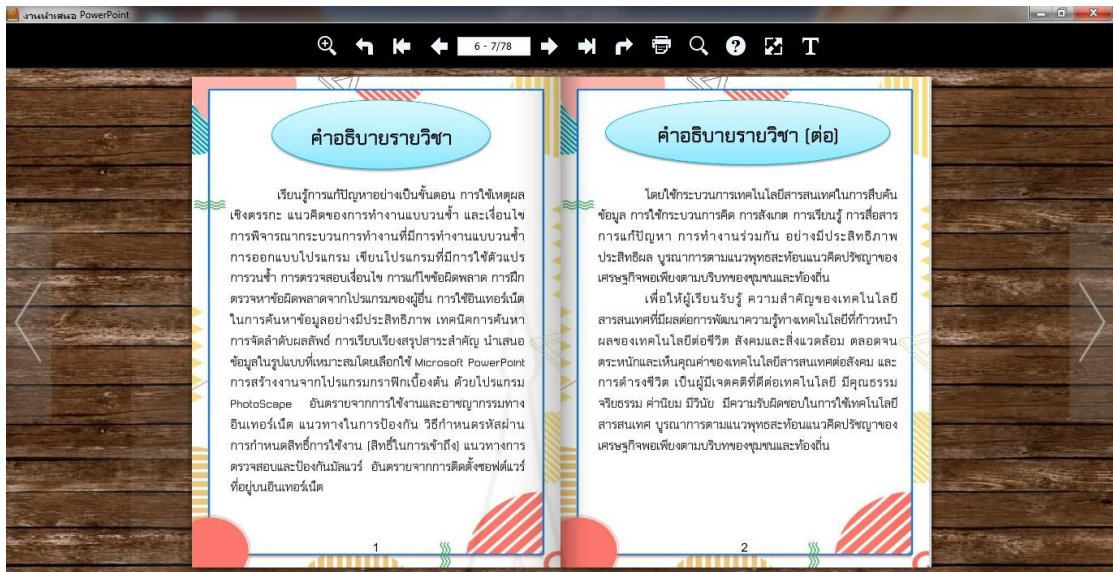 งานนำเสนอ PowerPoint
6 - 7/78
คำอธิบายรายวิชา
เรียนรู้การแก้ปัญหาอย่างเป็นขั้นตอน การใช้เหตุผล
เชิงตรรกะ แนวคิดของการทำงานแบบวนซ้ำ และเงื่อนไข
การพิจารณากระบวนการทำงานที่มีการทำงานแบบวนซ้ำ
การออกแบบโปรแกรม เขียนโปรแกรมที่มีการใช้ตัวแปร
การวนซ้ำ การตรวจสอบเงื่อนไข การแก้ไขข้อผิดพลาด การฝึก
ตรวจหาข้อผิดพลาดจากโปรแกรมของผู้อื่น การใช้อินเทอร์เน็ต
ในการค้นหาข้อมูลอย่างมีประสิทธิภาพ เทคนิคการค้นหา
การจัดลำดับผลลัพธ์ การเรียบเรียงสรุปสาระสำคัญ นำเสนอ
ข้อมูลในรูปแบบที่เหมาะสมโดยเลือกใช้ Microsoft PowerPoint
การสร้างงานจากโปรแกรมกราฟิกเบื้องต้น ด้วยโปรแกรม
PhotoScape อันตรายจากการใช้งานและอาชญากรรมทาง
อินเทอร์เน็ต แนวทางในการป้องกัน วิธีกำหนดรหัสผ่าน
การกำหนดสิทธิ์การใช้งาน (สิทธิ์ในการเข้าถึง) แนวทางการ
ตรวจสอบและป้องกันมัลแวร์ อันตรายจากการติดตั้งซอฟต์แวร์
ที่อยู่บนอินเทอร์เน็ต
1
คำอธิบายรายวิชา (ต่อ)
โดยใช้กระบวนการเทคโนโลยีสารสนเทศในการสืบค้น
ข้อมูล การใช้กระบวนการคิด การสังเกต การเรียนรู้ การสื่อสาร
การแก้ปัญหา การทำงานร่วมกัน อย่างมีประสิทธิภาพ
ประสิทธิผล บูรณาการตามแนวพุทธสะท้อนแนวคิดปรัชญาของ
เศรษฐกิจพอเพียงตามบริบทของชุมชนและท้องถิ่น
เพื่อให้ผู้เรียนรับรู้ ความสำคัญของเทคโนโลยี
สารสนเทศที่มีผลต่อการพัฒนาความรู้ทางเทคโนโลยีที่ก้าวหน้า
ผลของเทคโนโลยีต่อชีวิต สังคมและสิ่งแวดล้อม ตลอดจน
ตระหนักและเห็นคุณค่าของเทคโนโลยีสารสนเทศต่อสังคม และ
การดำรงชีวิต เป็นผู้มีเจตคติที่ดีต่อเทคโนโลยี มีคุณธรรม
จริยธรรม ค่านิยม มีวินัย มีความรับผิดชอบในการใช้เทคโนโลยี
สารสนเทศ บูรณาการตามแนวพุทธสะท้อนแนวคิดปรัชญาของ
เศรษฐกิจพอเพียงตามบริบทของชุมชนและท้องถิ่น
2